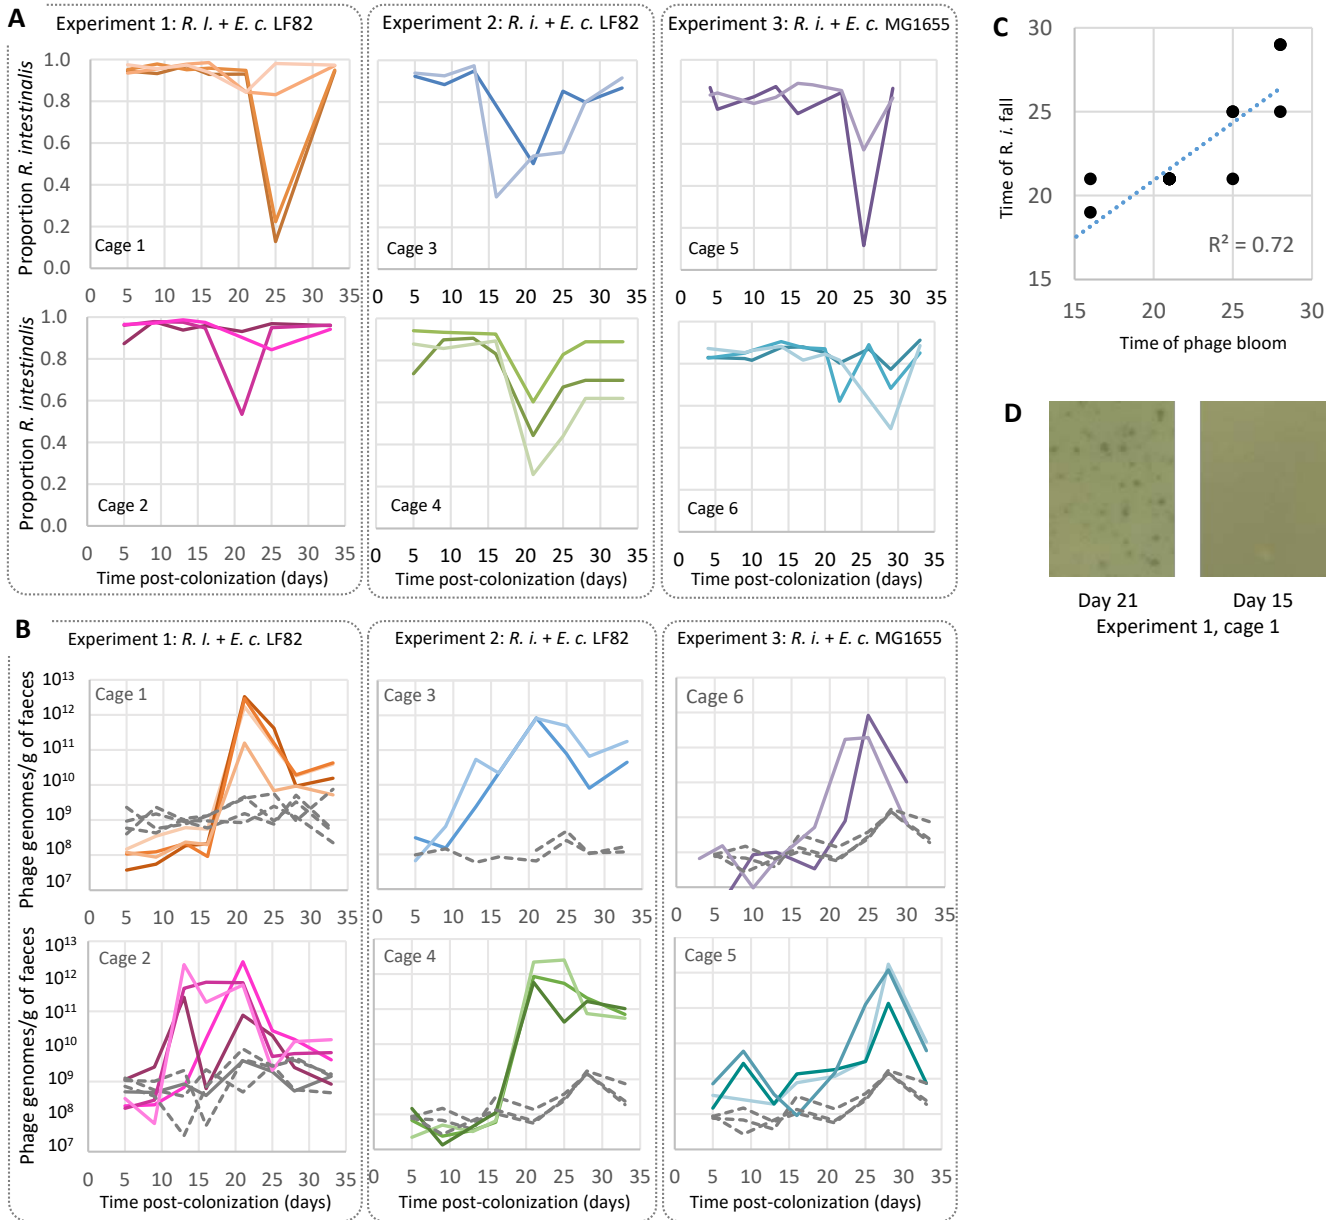 A
Experiment 1: R. I. + E. c. LF82
Experiment 2: R. i. + E. c. LF82
Experiment 3: R. i. + E. c. MG1655
Proportion R. intestinalis
1.0
0.8
0.6
0.4
0.2
0.0
Cage 1
Cage 3
Cage 5
0 5 10 15 20 25 30 35
0 5 10 15 20 25 30 35
0 5 10 15 20 25 30 35
Proportion R. intestinalis
1.0
0.8
0.6
0.4
0.2
0.0
Cage 2
Cage 4
Cage 6
0 5 10 15 20 25 30 35
0 5 10 15 20 25 30 35
0 5 10 15 20 25 30 35
Time post-colonization (days)
Time post-colonization (days)
Time post-colonization (days)
B
Experiment 1: R. I. + E. c. LF82
Experiment 2: R. i. + E. c. LF82
Experiment 3: R. i. + E. c. MG1655
Phage genomes/g of faeces
10¹³
10¹²
10¹¹
10¹⁰
10⁹
10⁸
10⁷
Cage 1
Cage 3
Cage 6
0 5 10 15 20 25 30 35
0 5 10 15 20 25 30 35
0 5 10 15 20 25 30 35
Phage genomes/g of faeces
10¹³
10¹²
10¹¹
10¹⁰
10⁹
10⁸
10⁷
Cage 2
Cage 4
Cage 5
0 5 10 15 20 25 30 35
0 5 10 15 20 25 30 35
0 5 10 15 20 25 30 35
Time post-colonization (days)
Time post-colonization (days)
Time post-colonization (days)
C
Time of R. i. fall
30
25
20
15
R² = 0.72
15 20 25 30
Time of phage bloom
D
Day 21
Day 15
Experiment 1, cage 1